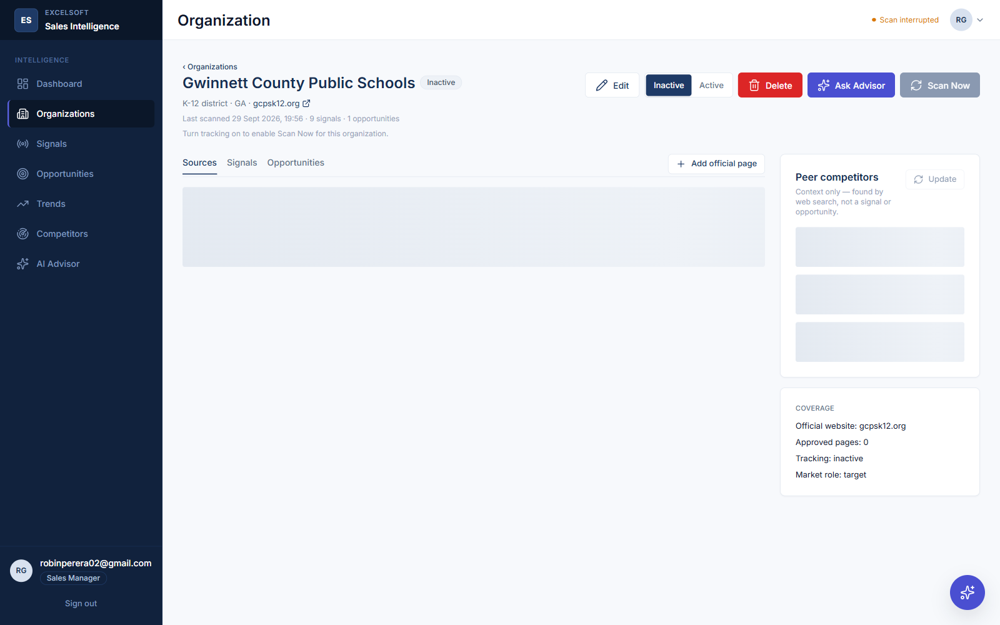 ES
EXCELSOFT
Sales Intelligence
INTELLIGENCE
Dashboard
Organizations
Signals
Opportunities
Trends
Competitors
AI Advisor
RG
robinperera02@gmail.com
Sales Manager
Sign out
Organization
Scan interrupted
RG
‹ Organizations
Gwinnett County Public Schools
Inactive
K-12 district · GA · gcpsk12.org
Last scanned 29 Sept 2026, 19:56 · 9 signals · 1 opportunities
Turn tracking on to enable Scan Now for this organization.
Edit
Inactive
Active
Delete
Ask Advisor
Scan Now
Sources
Signals
Opportunities
Add official page
Peer competitors
Update
Context only — found by
web search, not a signal or
opportunity.
COVERAGE
Official website: gcpsk12.org
Approved pages: 0
Tracking: inactive
Market role: target